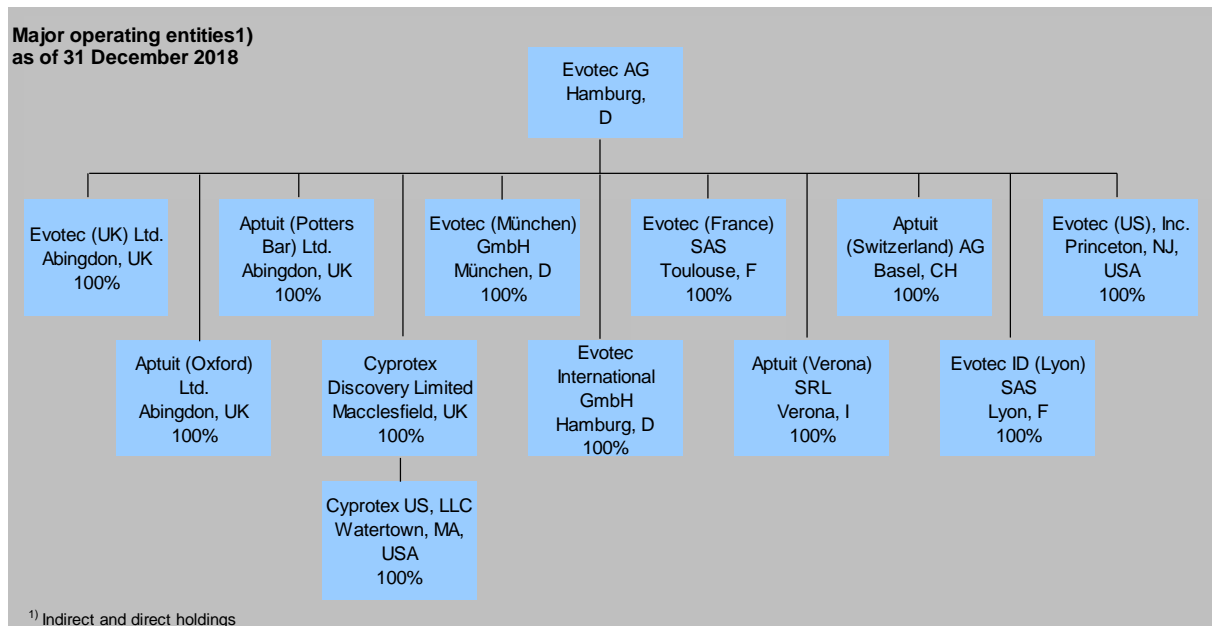 Major operating entities1)
as of 31 December 2018
Evotec AG
Hamburg,
D
Evotec (UK) Ltd.
Abingdon, UK
100%
Aptuit (Potters
Bar) Ltd.
Abingdon, UK
100%
Evotec (München)
GmbH
München, D
100%
Evotec (France)
SAS
Toulouse, F
100%
Aptuit
(Switzerland) AG
Basel, CH
100%
Evotec (US), Inc.
Princeton, NJ,
USA
100%
Aptuit (Oxford)
Ltd.
Abingdon, UK
100%
Cyprotex
Discovery Limited
Macclesfield, UK
100%
Evotec
International
GmbH
Hamburg, D
100%
Aptuit (Verona)
SRL
Verona, I
100%
Evotec ID (Lyon)
SAS
Lyon, F
100%
Cyprotex US, LLC
Watertown, MA,
USA
100%
1) Indirect and direct holdings